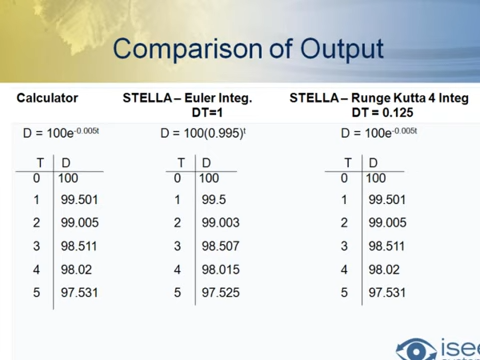 Comparison of Output
Calculator STELLA – Euler Integ. STELLA – Runge Kutta 4 Integ
DT=1 DT = 0.125
D = 100e^-0.005t D = 100(0.995)^t D = 100e^-0.005t
T D T D T D
0 100 0 100 0 100
1 99.501 1 99.5 1 99.501
2 99.005 2 99.003 2 99.005
3 98.511 3 98.507 3 98.511
4 98.02 4 98.015 4 98.02
5 97.531 5 97.525 5 97.531
isee